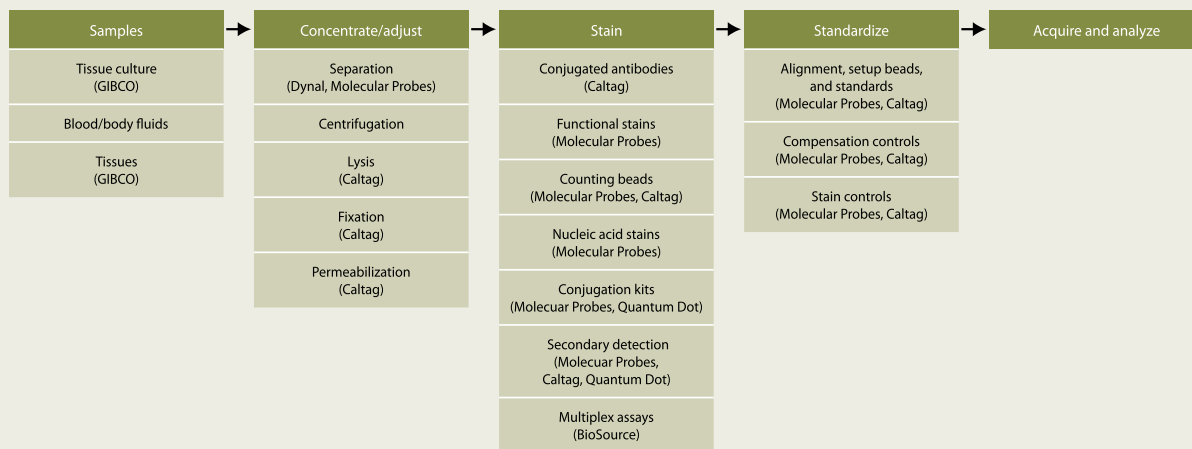 Samples
Tissue culture
(GIBCO)
Blood/body fluids
Tissues
(GIBCO)
Concentrate/adjust
Separation
(Dynal, Molecular Probes)
Centrifugation
Lysis
(Caltag)
Fixation
(Caltag)
Permeabilization
(Caltag)
Stain
Conjugated antibodies
(Caltag)
Functional stains
(Molecular Probes)
Counting beads
(Molecular Probes, Caltag)
Nucleic acid stains
(Molecular Probes)
Conjugation kits
(Molecuar Probes, Quantum Dot)
Secondary detection
(Molecuar Probes,
Caltag, Quantum Dot)
Multiplex assays
(BioSource)
Standardize
Alignment, setup beads,
and standards
(Molecular Probes, Caltag)
Compensation controls
(Molecular Probes, Caltag)
Stain controls
(Molecular Probes, Caltag)
Acquire and analyze